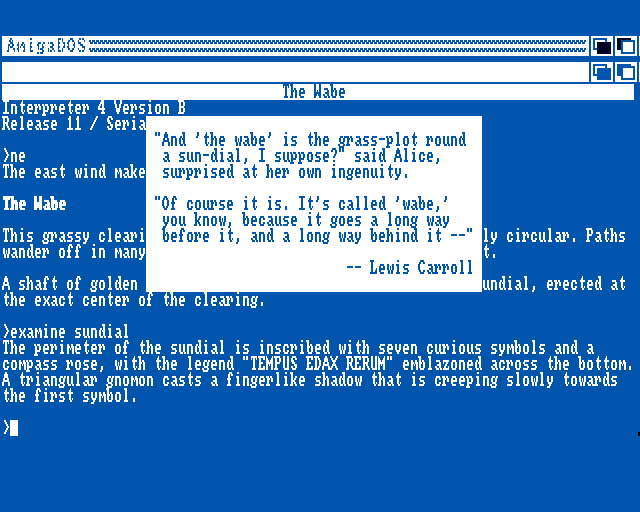 AmigaDOS
The Wabe
Interpreter 4 Version B
Release 11 / Seria
>ne
The east wind make
The Wabe
This grassy cleari ly circular. Paths
wander off in many t.
A shaft of golden undial, erected at
the exact center of the clearing.
"And 'the wabe' is the grass-plot round
a sun-dial, I suppose?" said Alice,
surprised at her own ingenuity.
"Of course it is. It's called 'wabe,'
you know, because it goes a long way
before it, and a long way behind it --"
-- Lewis Carroll
>examine sundial
The perimeter of the sundial is inscribed with seven curious symbols and a
compass rose, with the legend "TEMPUS EDAX RERUM" emblazoned across the bottom.
A triangular gnomon casts a fingerlike shadow that is creeping slowly towards
the first symbol.
>